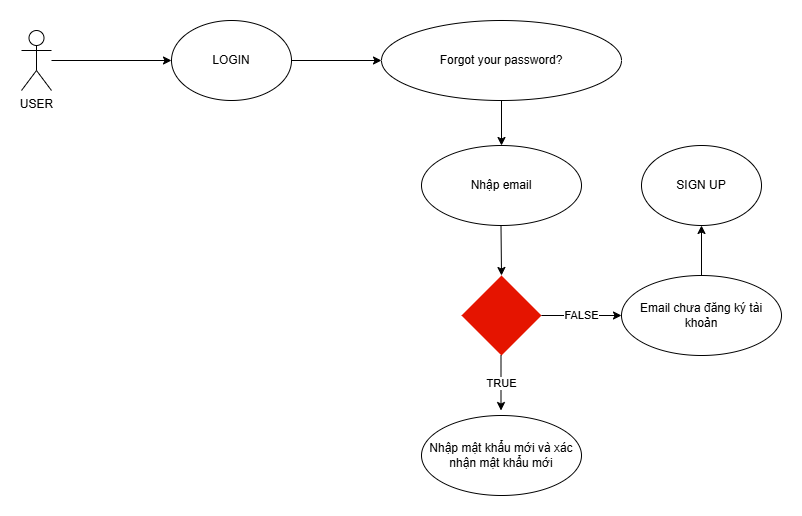 LOGIN
Forgot your password?
USER
Nhập email
SIGN UP
FALSE
Email chưa đăng ký tài
khoản
TRUE
Nhập mật khẩu mới và xác
nhận mật khẩu mới